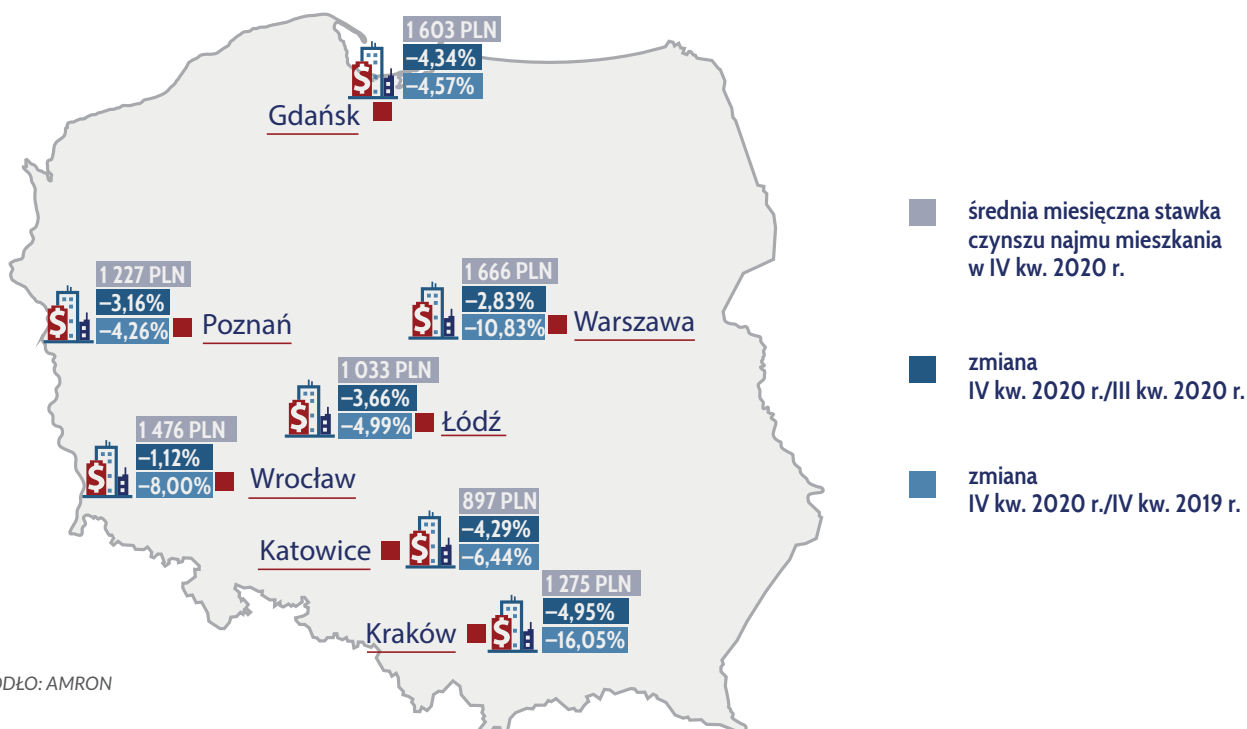 1 603 PLN
–4,34%
–4,57%
Gdańsk
1 227 PLN
–3,16%
–4,26%
Poznań
1 666 PLN
–2,83%
–10,83%
Warszawa
1 033 PLN
–3,66%
–4,99%
Łódź
1 476 PLN
–1,12%
–8,00%
Wrocław
897 PLN
–4,29%
–6,44%
Katowice
1 275 PLN
–4,95%
–16,05%
Kraków
średnia miesięczna stawka
czynszu najmu mieszkania
w IV kw. 2020 r.
zmiana
IV kw. 2020 r./III kw. 2020 r.
zmiana
IV kw. 2020 r./IV kw. 2019 r.
DŁO: AMRON